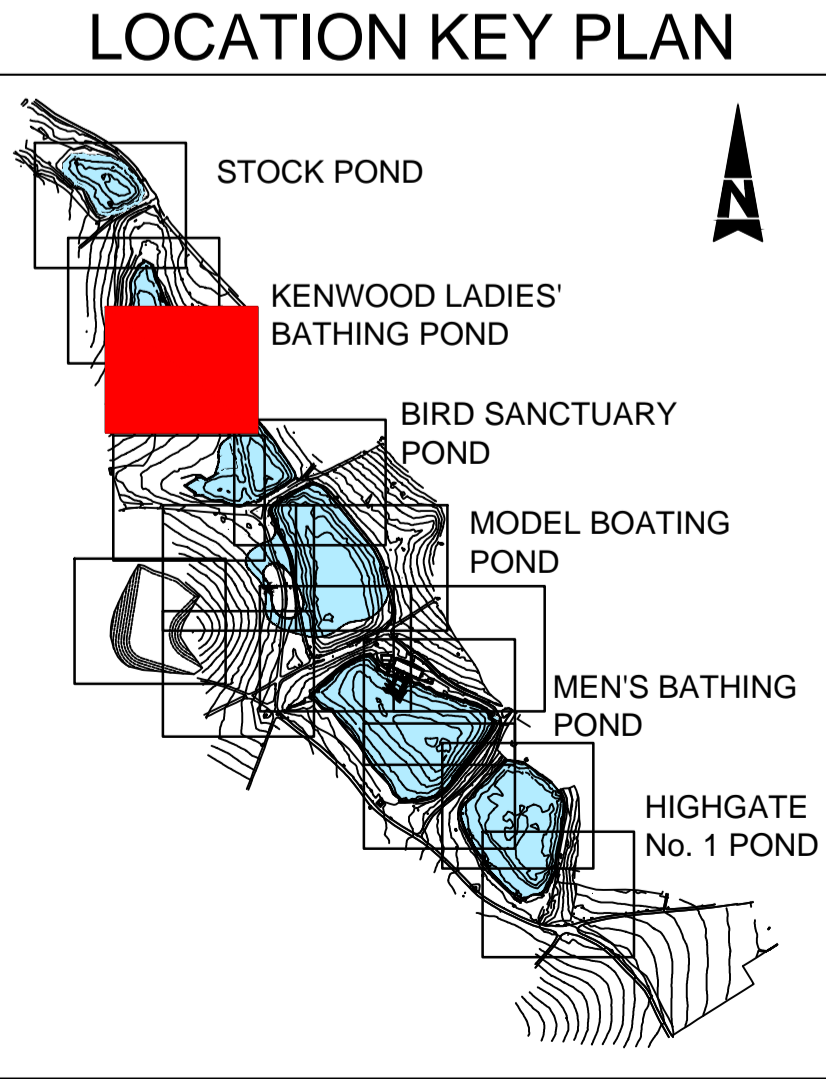 LOCATION KEY PLAN
STOCK POND
N
KENWOOD LADIES'
BATHING POND
BIRD SANCTUARY
POND
MODEL BOATING
POND
MEN'S BATHING
POND
HIGHGATE
No. 1 POND